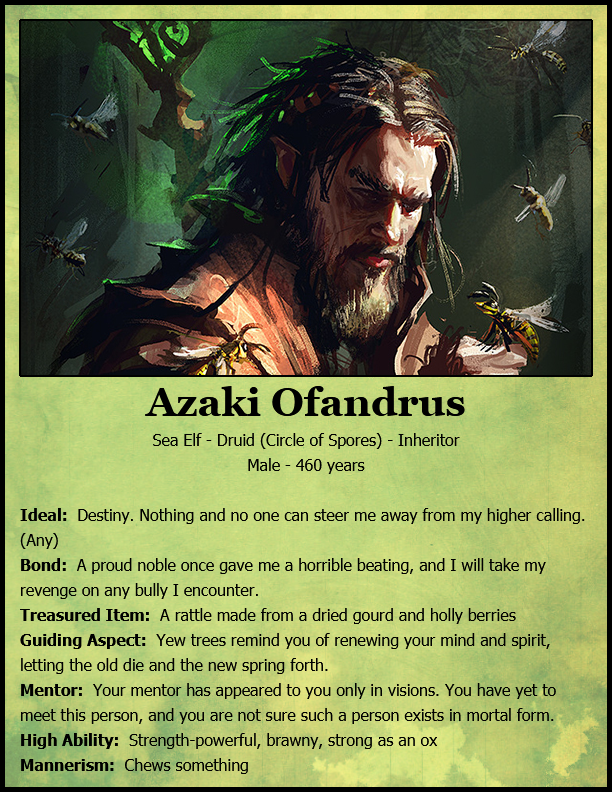 Azaki Ofandrus
Sea Elf - Druid (Circle of Spores) - Inheritor
Male - 460 years
Ideal: Destiny. Nothing and no one can steer me away from my higher calling.
(Any)
Bond: A proud noble once gave me a horrible beating, and I will take my
revenge on any bully I encounter.
Treasured Item: A rattle made from a dried gourd and holly berries
Guiding Aspect: Yew trees remind you of renewing your mind and spirit,
letting the old die and the new spring forth.
Mentor: Your mentor has appeared to you only in visions. You have yet to
meet this person, and you are not sure such a person exists in mortal form.
High Ability: Strength-powerful, brawny, strong as an ox
Mannerism: Chews something